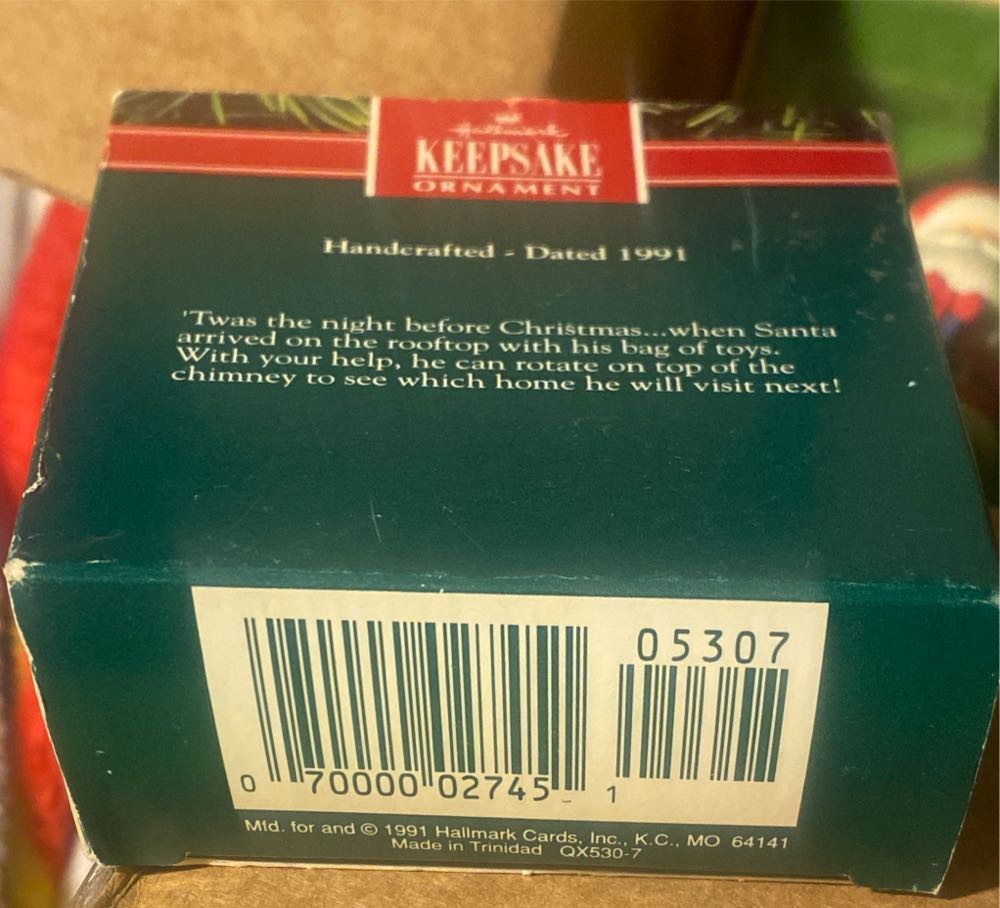 Hallmark
KEEPSAKE
ORNAMENT
Handcrafted - Dated 1991
'Twas the night before Christmas...when Santa
arrived on the rooftop with his bag of toys.
With your help, he can rotate on top of the
chimney to see which home he will visit next!
05307
0 70000 02745 1
Mfd. for and © 1991 Hallmark Cards, Inc., K.C., MO 64141
Made in Trinidad QX530-7